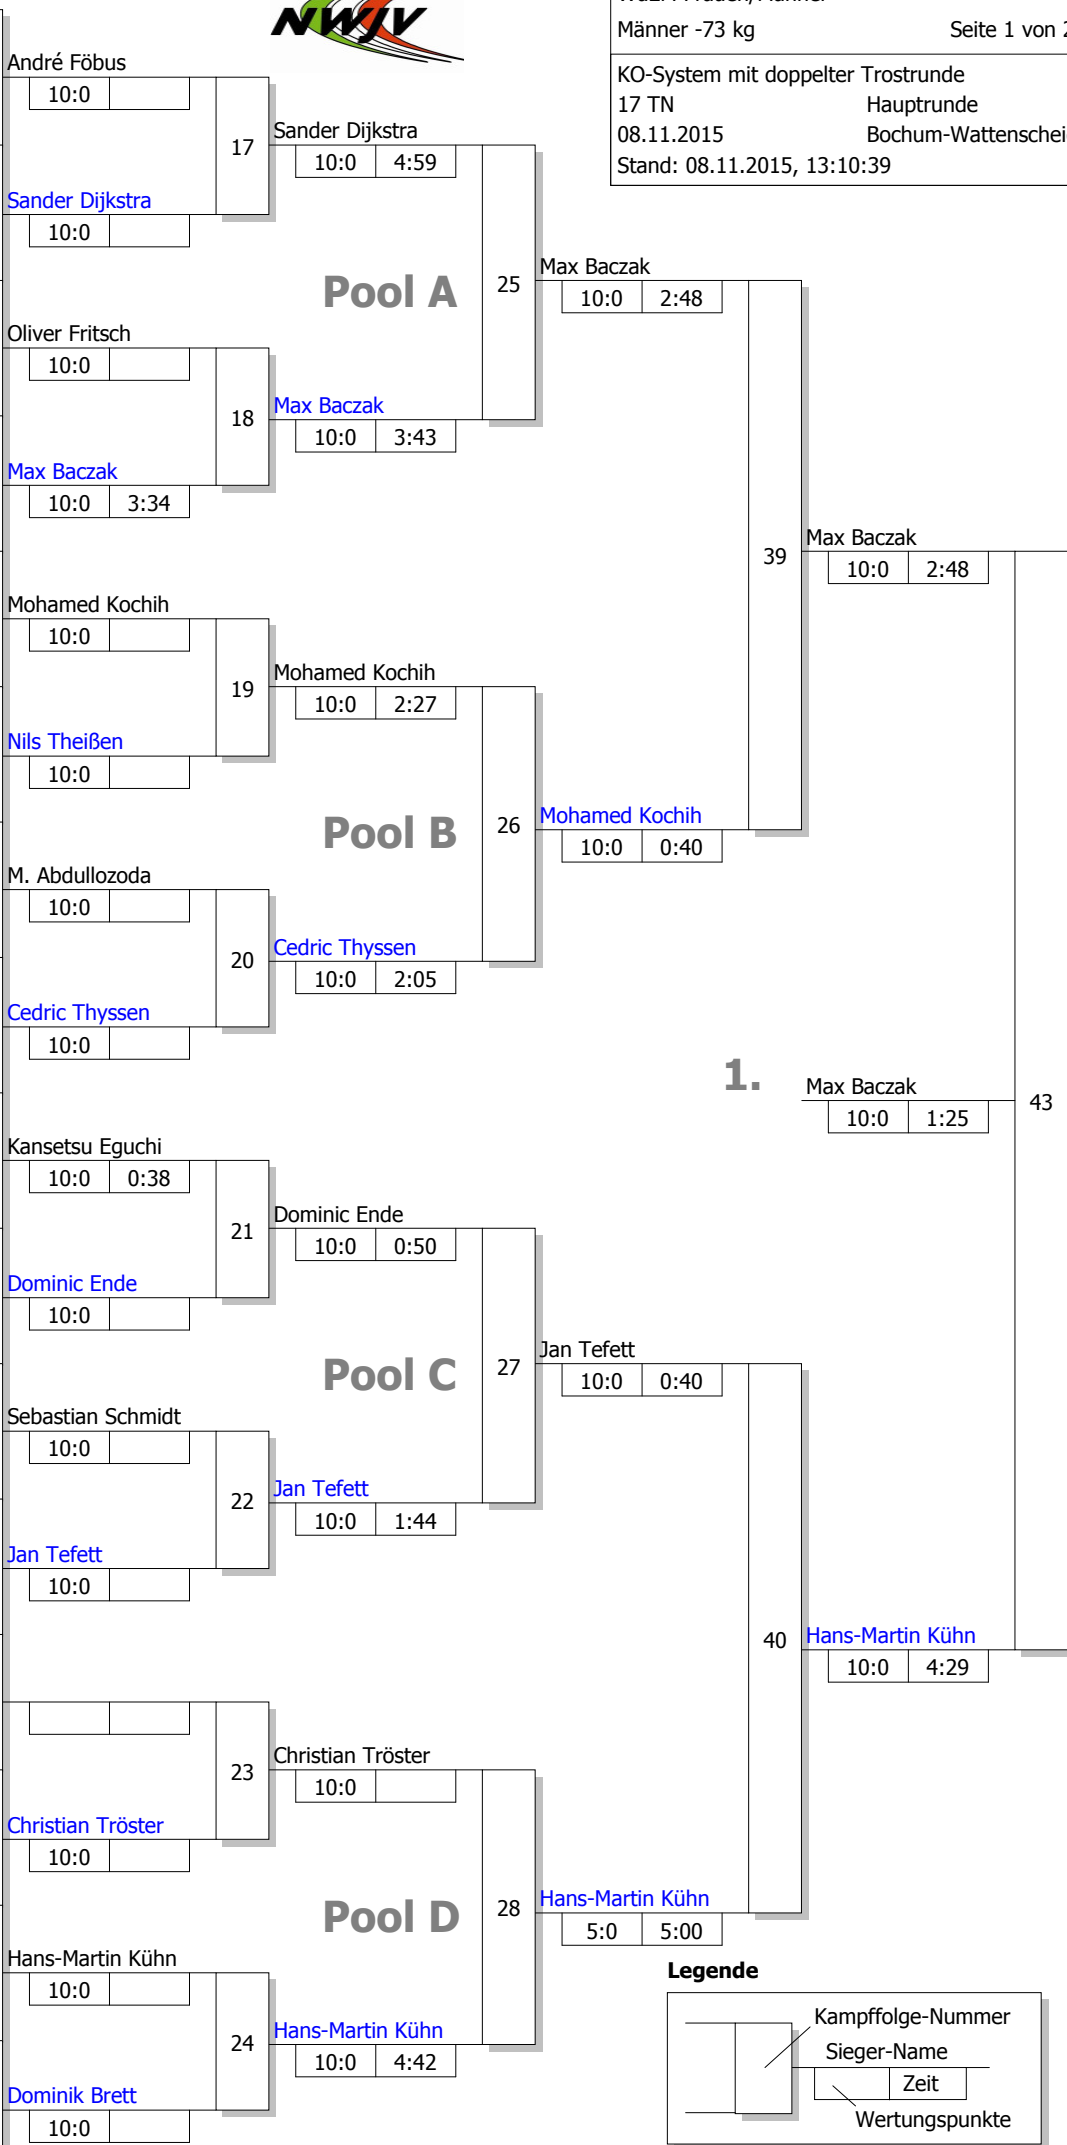 NWJV
Männer -73 kg
Seite 1 von 2
KO-System mit doppelter Trostrunde
17 TN
Hauptrunde
08.11.2015
Stand: 08.11.2015, 13:10:39
André Föbus
10:0
17
Sander Dijkstra
10:0 4:59
Sander Dijkstra
10:0
Pool A
25
Max Baczak
10:0 2:48
Oliver Fritsch
10:0
18
Max Baczak
10:0 3:43
Max Baczak
10:0 3:34
39
Max Baczak
10:0 2:48
Mohamed Kochih
10:0
19
Mohamed Kochih
10:0 2:27
Nils Theißen
10:0
Pool B
26
Mohamed Kochih
10:0 0:40
M. Abdullozoda
10:0
20
Cedric Thyssen
10:0 2:05
Cedric Thyssen
10:0
1.
Max Baczak
10:0 1:25
43
Kansetsu Eguchi
10:0 0:38
21
Dominic Ende
10:0 0:50
Dominic Ende
10:0
Pool C
27
Jan Tefett
10:0 0:40
Sebastian Schmidt
10:0
22
Jan Tefett
10:0 1:44
Jan Tefett
10:0
40
Hans-Martin Kühn
10:0 4:29
23
Christian Tröster
10:0
Christian Tröster
10:0
Pool D
28
Hans-Martin Kühn
5:0 5:00
Hans-Martin Kühn
10:0
24
Hans-Martin Kühn
10:0 4:42
Dominik Brett
10:0
Legende
Kampffolge-Nummer
Sieger-Name
Zeit
Wertungspunkte